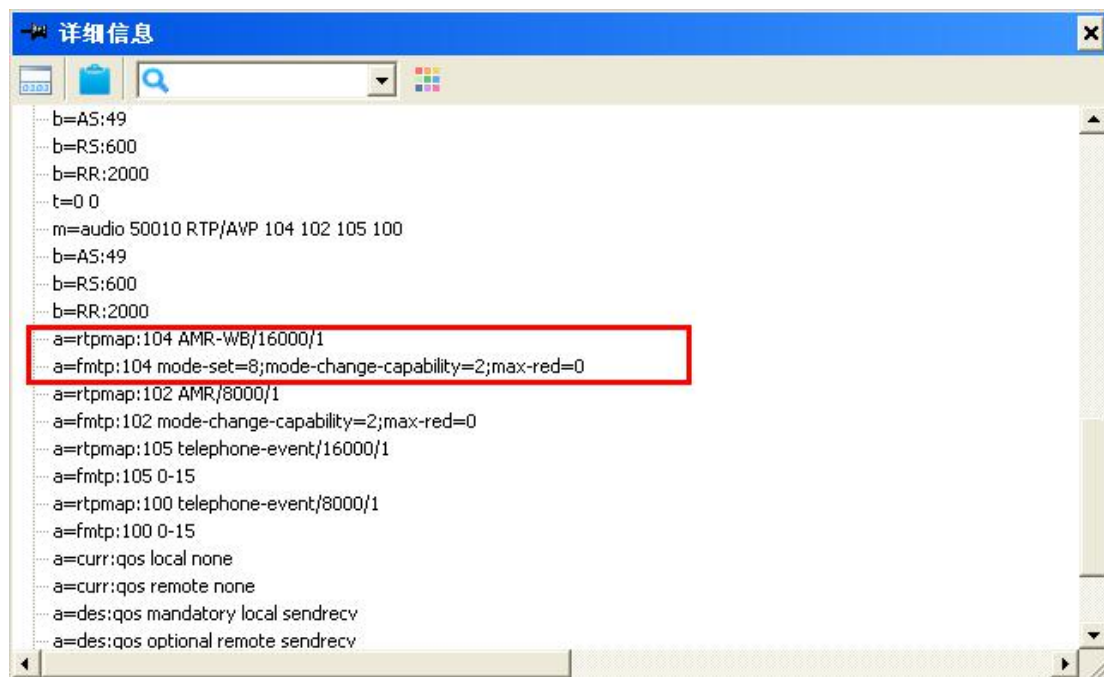 详细信息
0101
b=AS:49
b=RS:600
b=RR:2000
t=0 0
m=audio 50010 RTP/AVP 104 102 105 100
b=AS:49
b=RS:600
b=RR:2000
a=rtpmap:104 AMR-WB/16000/1
a=fmtp:104 mode-set=8;mode-change-capability=2;max-red=0
a=rtpmap:102 AMR/8000/1
a=fmtp:102 mode-change-capability=2;max-red=0
a=rtpmap:105 telephone-event/16000/1
a=fmtp:105 0-15
a=rtpmap:100 telephone-event/8000/1
a=fmtp:100 0-15
a=curr:qos local none
a=curr:qos remote none
a=des:qos mandatory local sendrecv
a=des:qos optional remote sendrecv